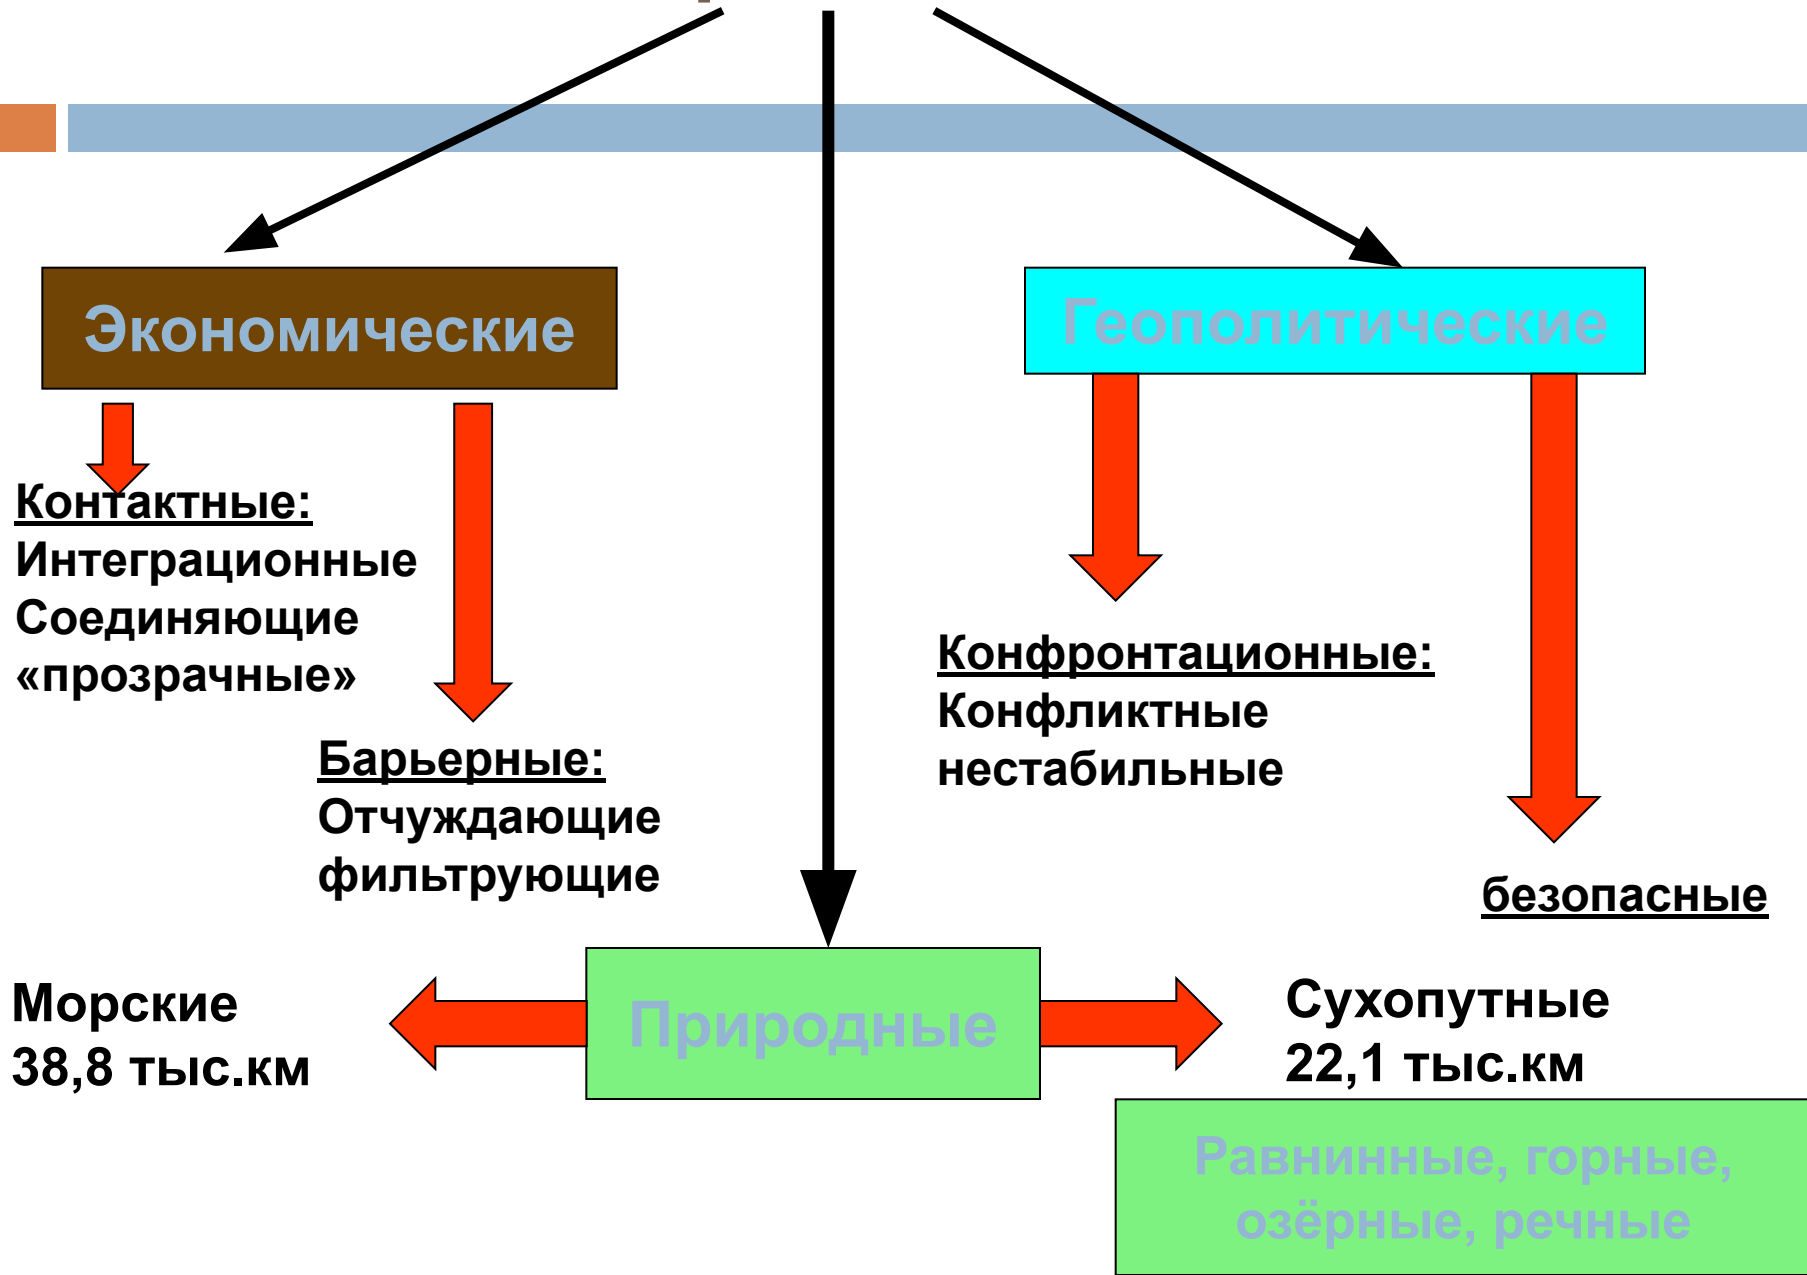 Экономические
Геополитические
Контактные:
Интеграционные
Соединяющие
«прозрачные»
Конфронтационные:
Конфликтные
нестабильные
Барьерные:
Отчуждающие
фильтрующие
безопасные
Морские
38,8 тыс.км
Природные
Сухопутные
22,1 тыс.км
Равнинные, горные,
озёрные, речные